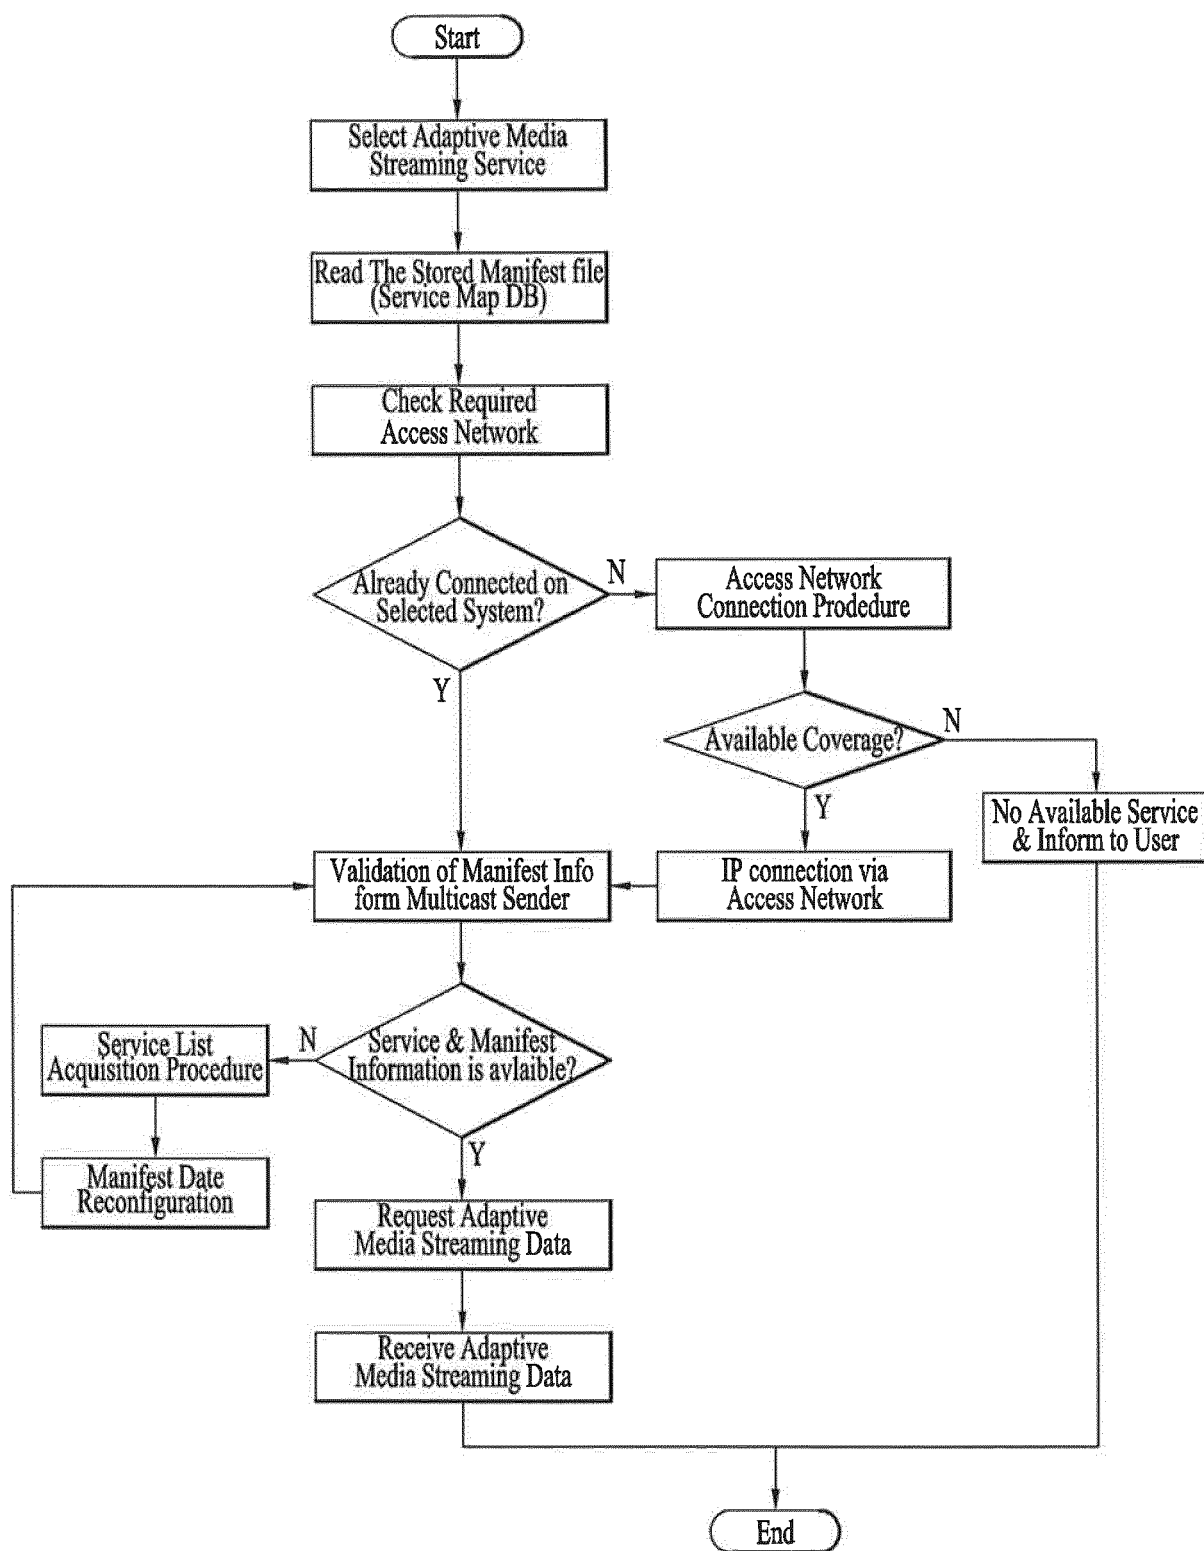 Start
Select Adaptive Media
Streaming Service
Read The Stored Manifest file
(Service Map DB)
Check Required
Access Network
Already Connected on
Selected System?
N
Access Network
Connection Prodedure
Y
Available Coverage?
N
Y
No Available Service
& Inform to User
Validation of Manifest Info
form Multicast Sender
IP connection via
Access Network
Service & Manifest
Information is avlaible?
N
Service List
Acquisition Procedure
Y
Manifest Date
Reconfiguration
Request Adaptive
Media Streaming Data
Receive Adaptive
Media Streaming Data
End